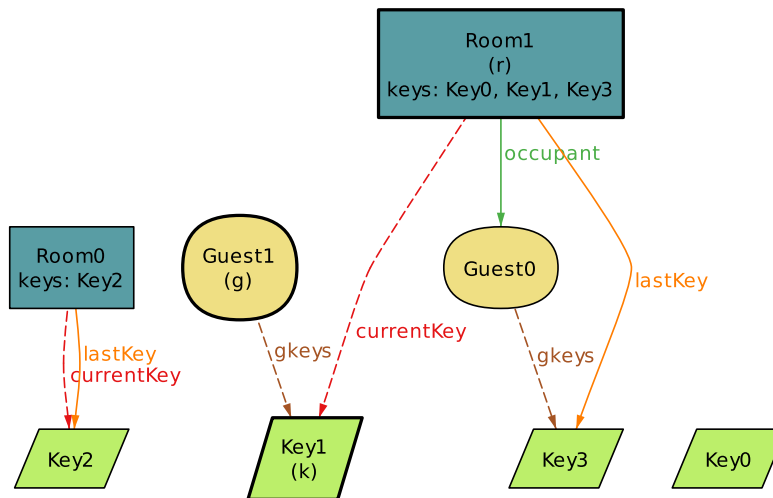 Room1
(r)
keys: Key0, Key1, Key3
occupant
Room0
keys: Key2
Guest1
(g)
Guest0
lastKey
currentKey
lastKey
currentKey
gkeys
gkeys
Key2
Key1
(k)
Key3
Key0